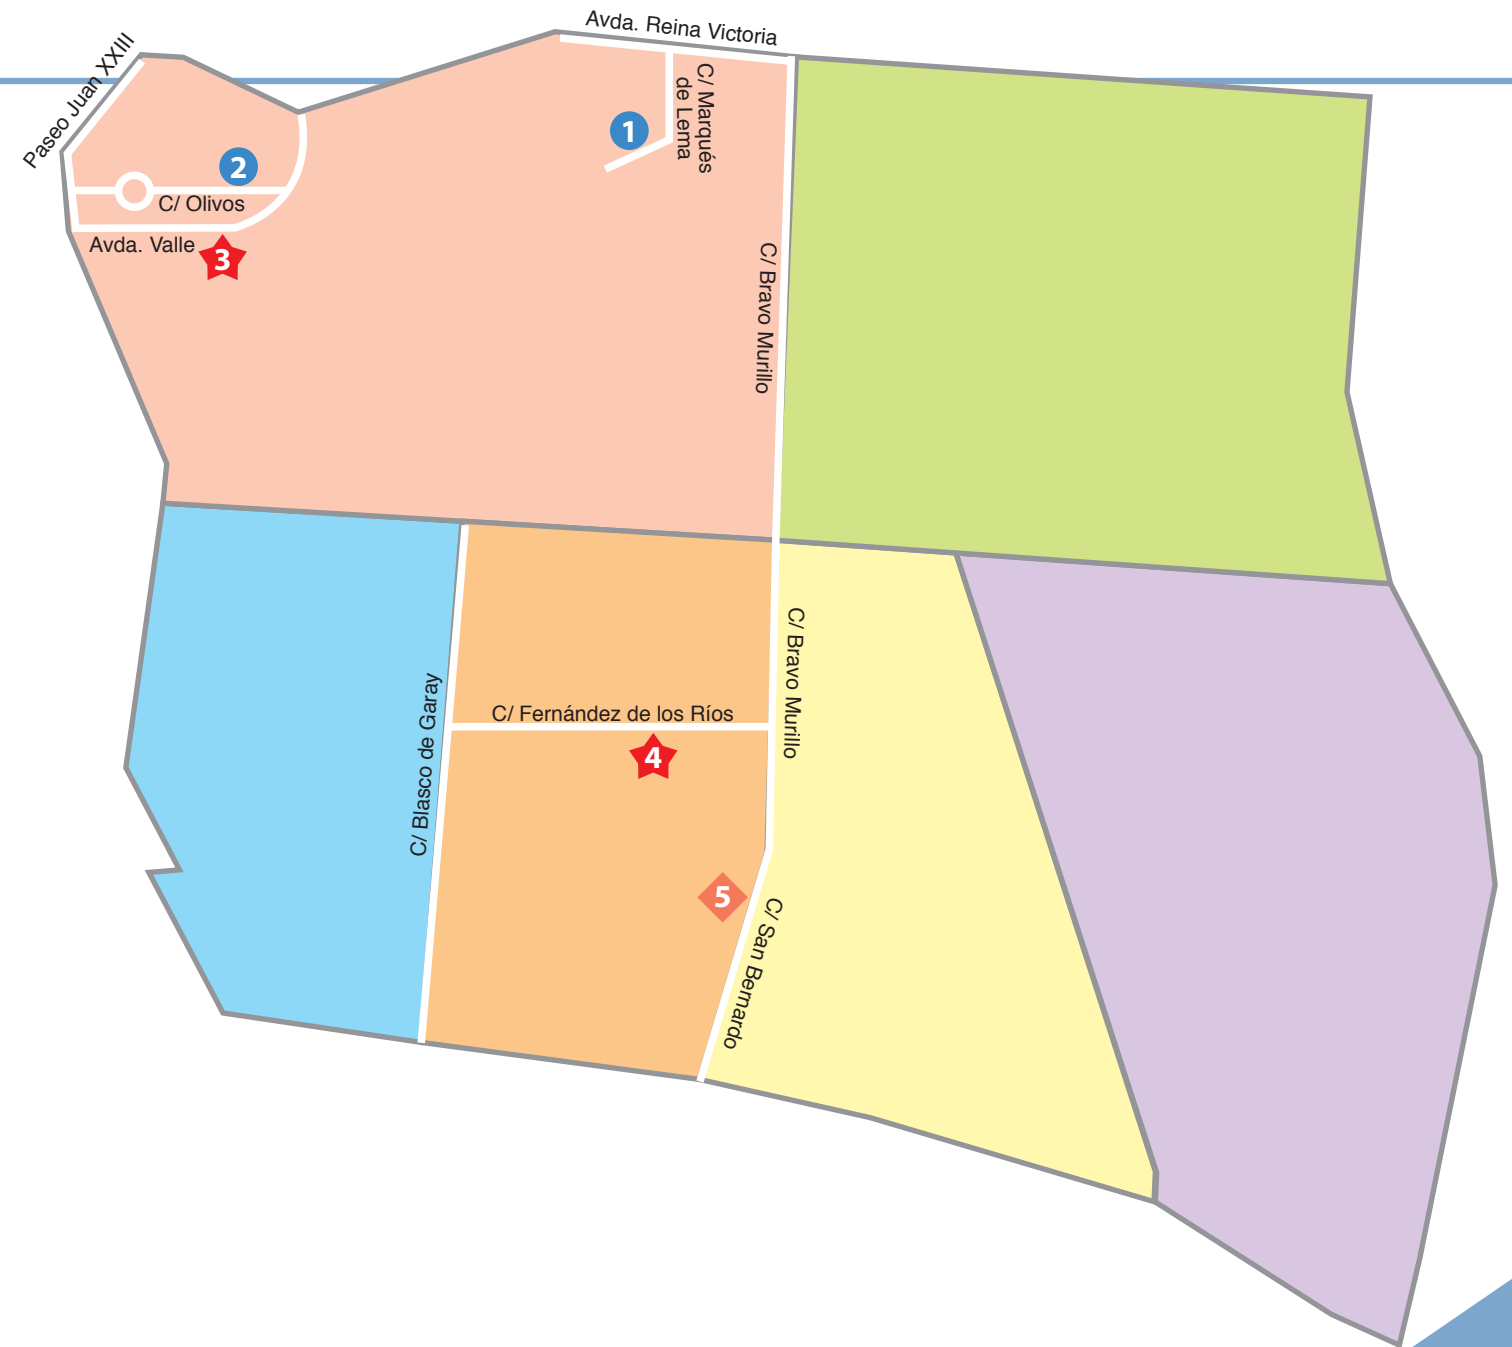 Avda. Reina Victoria
Paseo Juan XXIII
C/ Marqués
de Lema
1
2
C/ Olivos
Avda. Valle
3
C/ Bravo Murillo
C/ Bravo Murillo
C/ Blasco de Garay
C/ Fernández de los Ríos
4
5
C/ San Bernardo